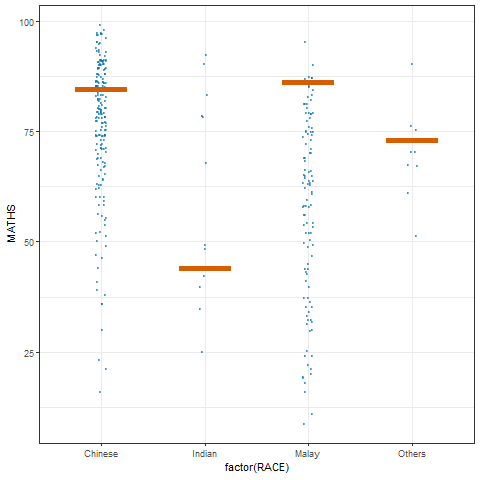 100
75
50
25
MATHS
Chinese
Indian
Malay
Others
factor(RACE)